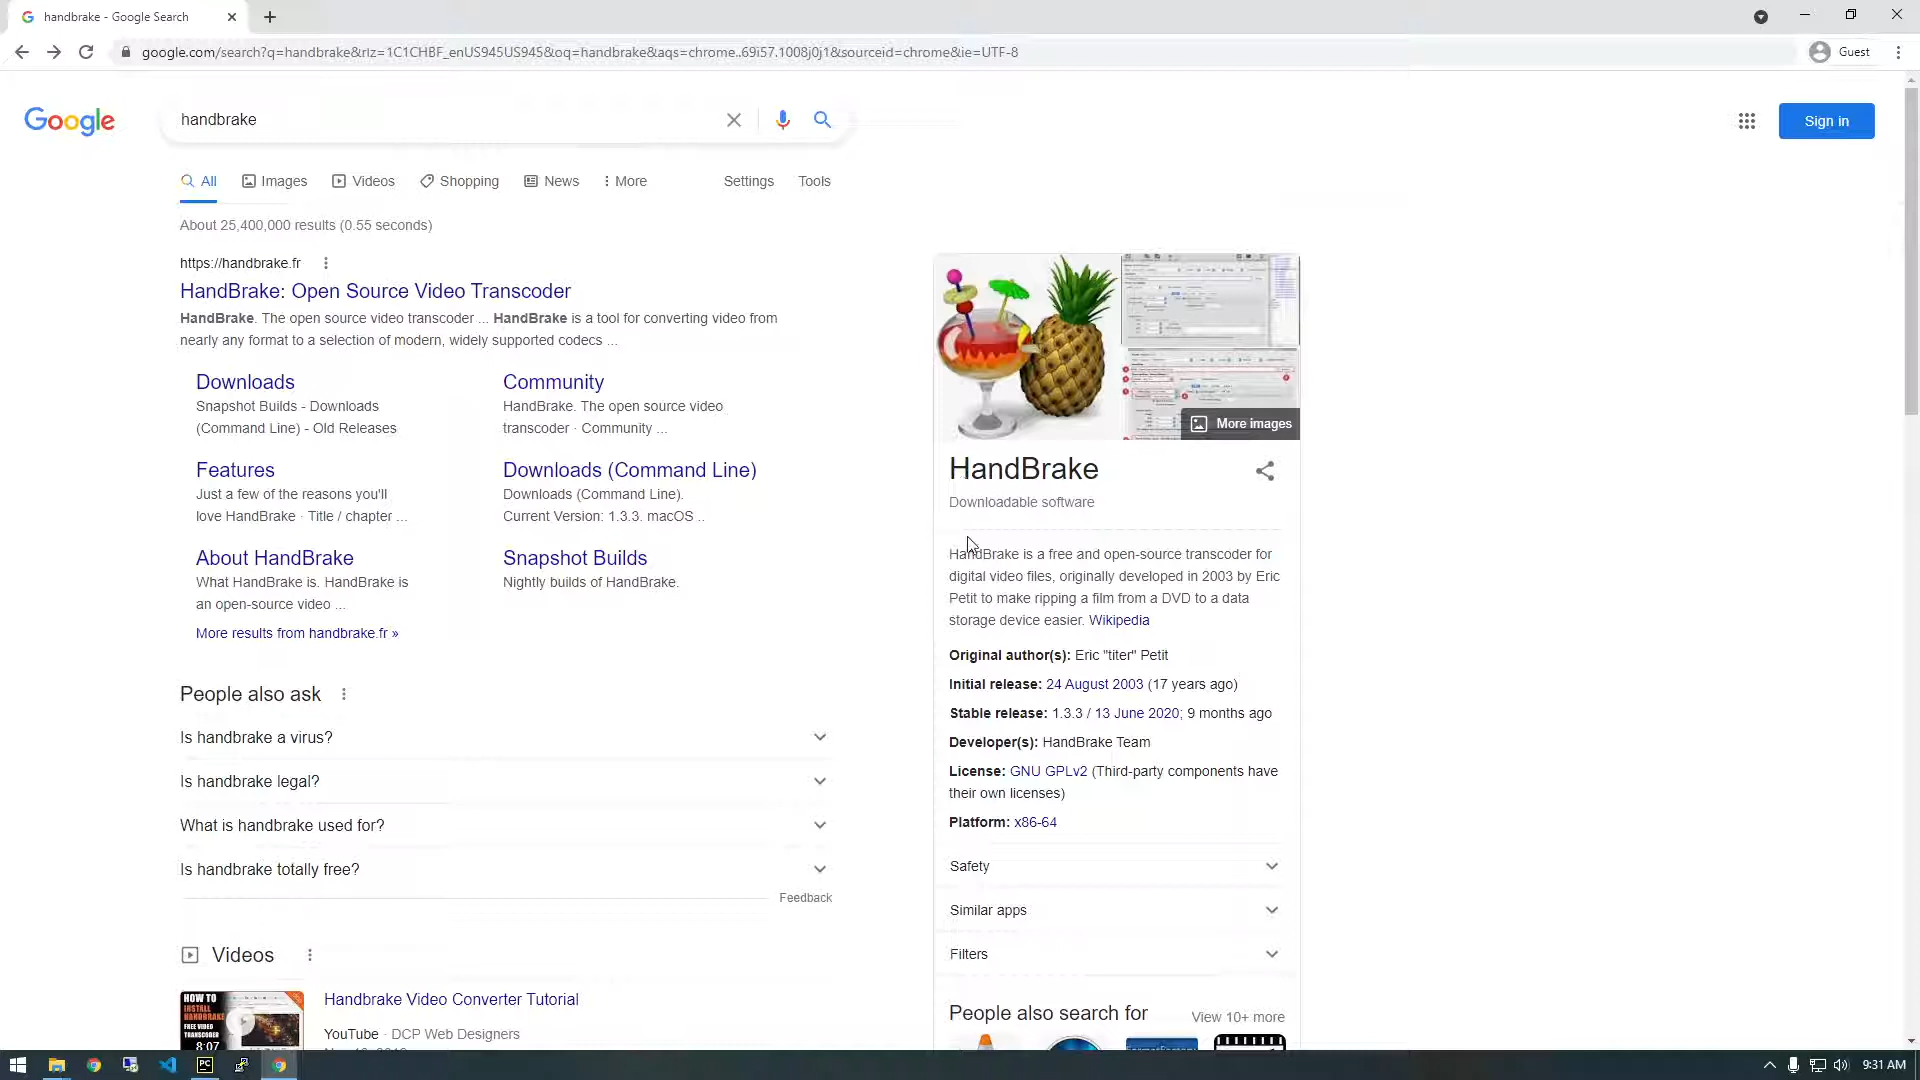 handbrake - Google Search
google.com/search?q=handbrake&rlz=1C1CHBF_enUS945US945&oq=handbrake&aqs=chrome..69i57.1008j0j1&sourceid=chrome&ie=UTF-8
Guest
Google
handbrake
Sign in
All
Images
Videos
Shopping
News
More
Settings
Tools
About 25,400,000 results (0.55 seconds)
https://handbrake.fr
HandBrake: Open Source Video Transcoder
HandBrake. The open source video transcoder ... HandBrake is a tool for converting video from
nearly any format to a selection of modern, widely supported codecs ...
Downloads
Snapshot Builds - Downloads
(Command Line) - Old Releases
Community
HandBrake. The open source video
transcoder · Community ...
Features
Just a few of the reasons you'll
love HandBrake · Title / chapter ...
Downloads (Command Line)
Downloads (Command Line).
Current Version: 1.3.3. macOS ..
About HandBrake
What HandBrake is. HandBrake is
an open-source video ...
Snapshot Builds
Nightly builds of HandBrake.
More results from handbrake.fr »
People also ask
Is handbrake a virus?
Is handbrake legal?
What is handbrake used for?
Is handbrake totally free?
Feedback
Videos
HOW TO
INSTALL
HANDBRAKE
FREE VIDEO
TRANSCODER
8:07
Handbrake Video Converter Tutorial
YouTube · DCP Web Designers
More images
HandBrake
Downloadable software
HandBrake is a free and open-source transcoder for
digital video files, originally developed in 2003 by Eric
Petit to make ripping a film from a DVD to a data
storage device easier. Wikipedia
Original author(s): Eric "titer" Petit
Initial release: 24 August 2003 (17 years ago)
Stable release: 1.3.3 / 13 June 2020; 9 months ago
Developer(s): HandBrake Team
License: GNU GPLv2 (Third-party components have
their own licenses)
Platform: x86-64
Safety
Similar apps
Filters
People also search for
View 10+ more
PC
9:31 AM